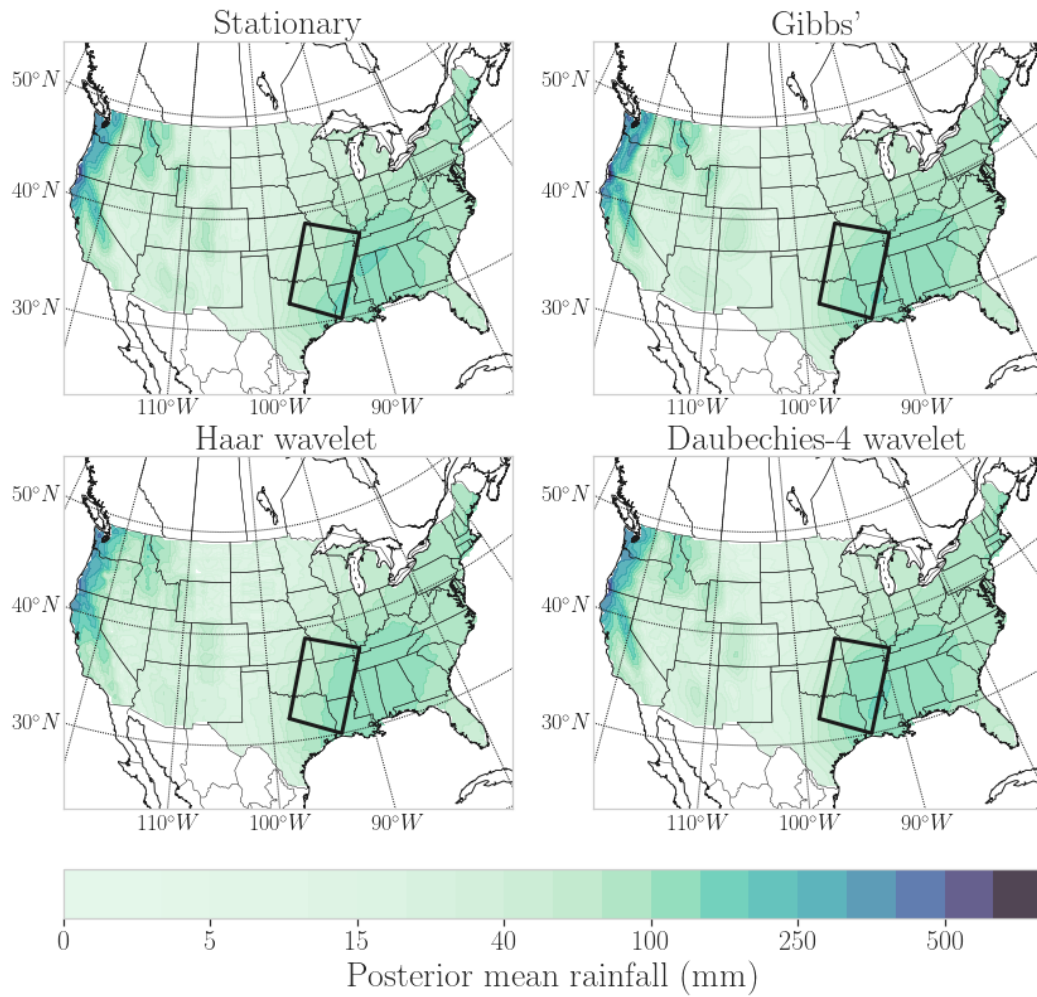 Stationary Gibbs'
50°N 50°N
40°N 40°N
30°N 30°N
110°W 100°W 90°W 110°W 100°W 90°W
Haar wavelet Daubechies-4 wavelet
50°N 50°N
40°N 40°N
30°N 30°N
110°W 100°W 90°W 110°W 100°W 90°W
0 5 15 40 100 250 500
Posterior mean rainfall (mm)